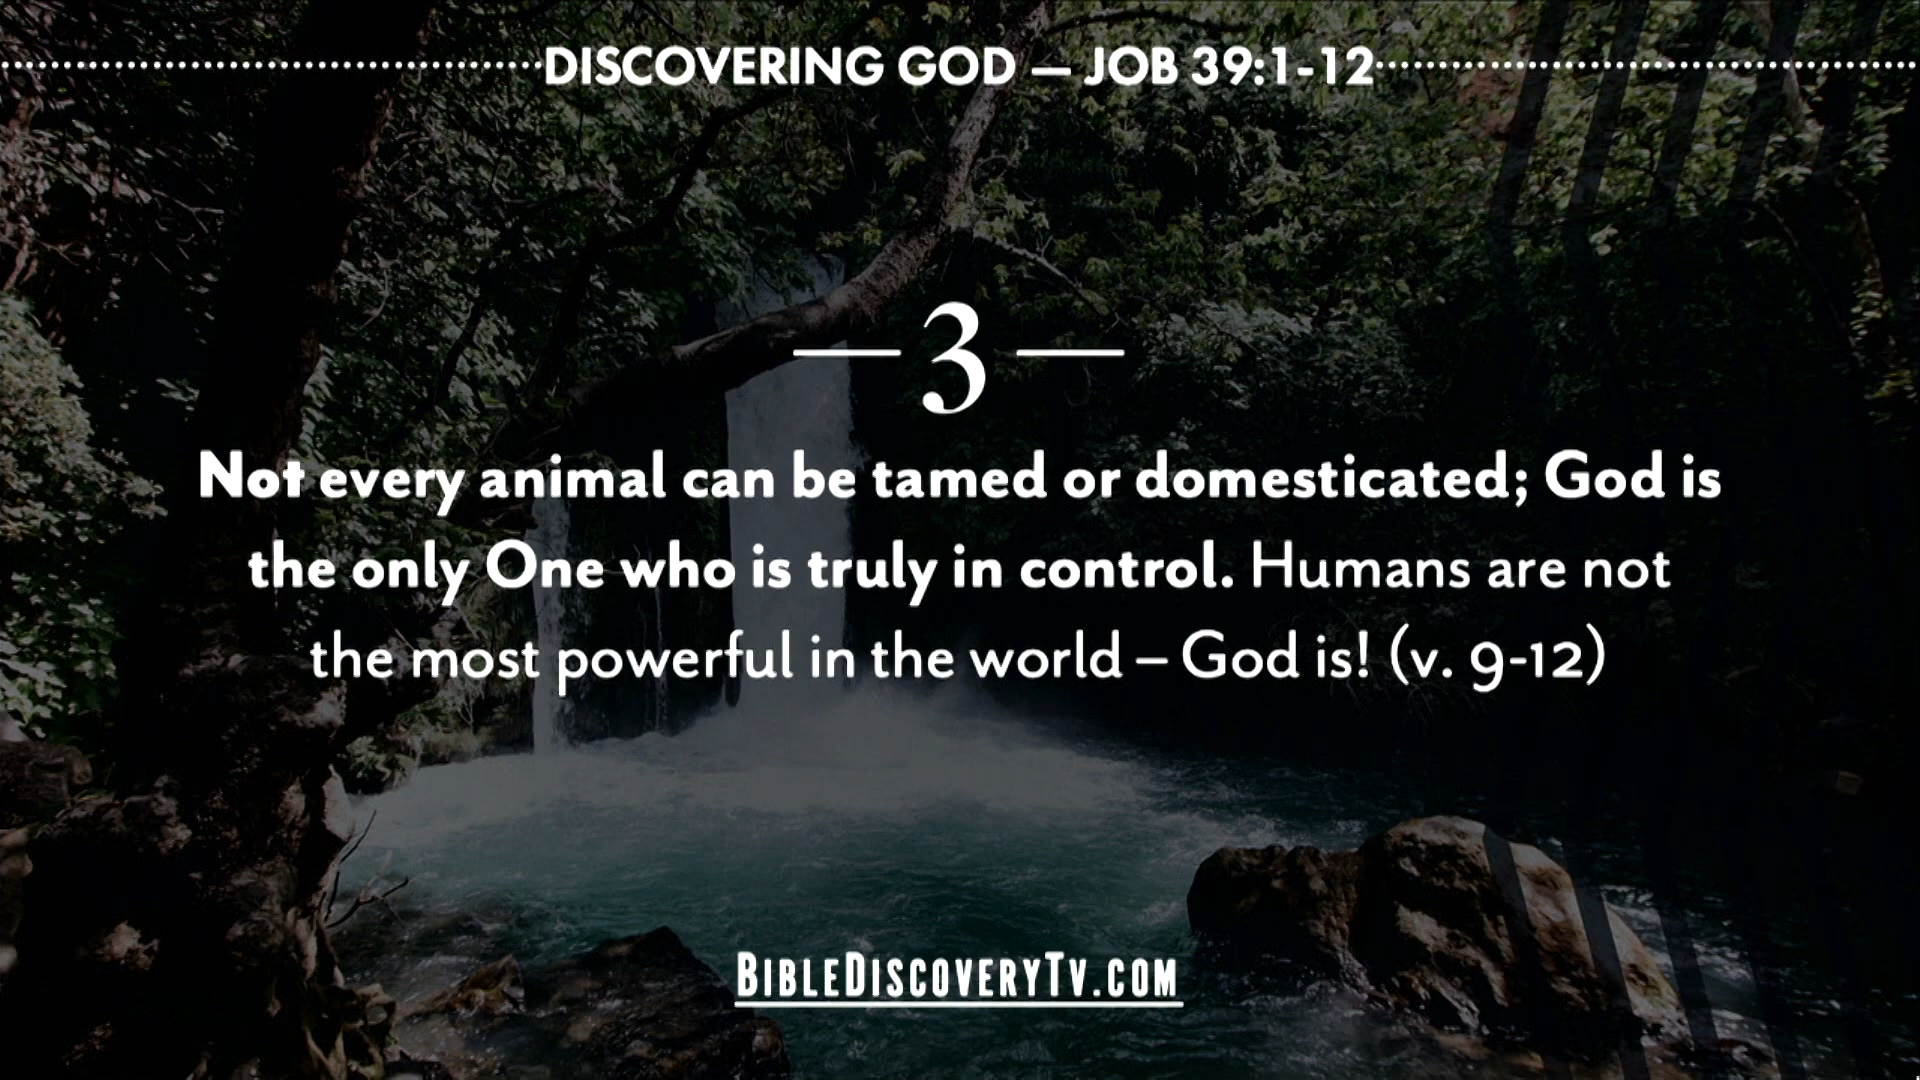 DISCOVERING GOD — JOB 39:1-12
3
Not every animal can be tamed or domesticated; God is
the only One who is truly in control. Humans are not
the most powerful in the world – God is! (v. 9-12)
BIBLEDISCOVERYTV.COM